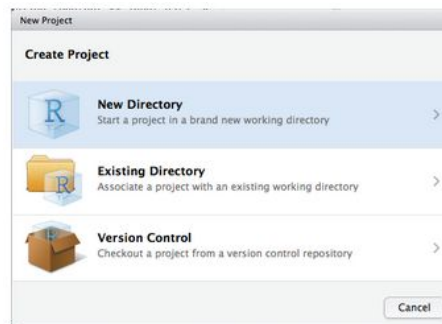 New Project
Create Project
R
New Directory
Start a project in a brand new working directory
Existing Directory
R
Associate a project with an existing working directory
Version Control
Checkout a project from a version control repository
Cancel